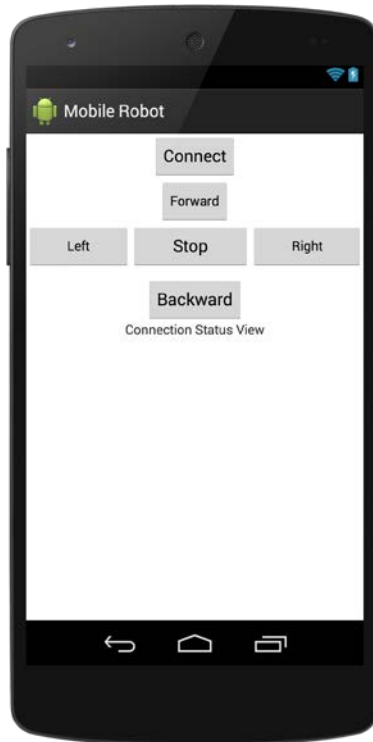 Mobile Robot
Connect
Forward
Left Stop Right
Backward
Connection Status View